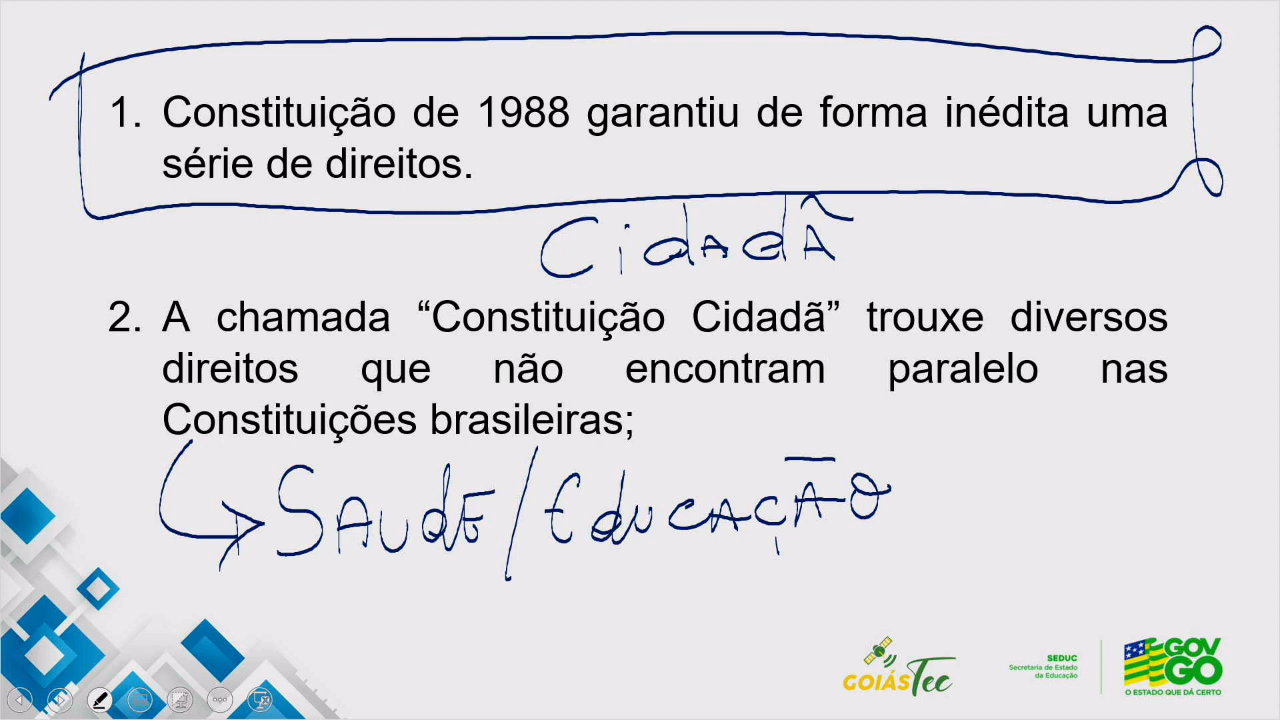 1. Constituição de 1988 garantiu de forma inédita uma
série de direitos.
CidadÃ
2. A chamada “Constituição Cidadã” trouxe diversos
direitos que não encontram paralelo nas
Constituições brasileiras;
SAUdE/EducAçÃo
GOIÁSTec
SEDUC
Secretaria de Estado
da Educação
GOV
GO
O ESTADO QUE DÁ CERTO